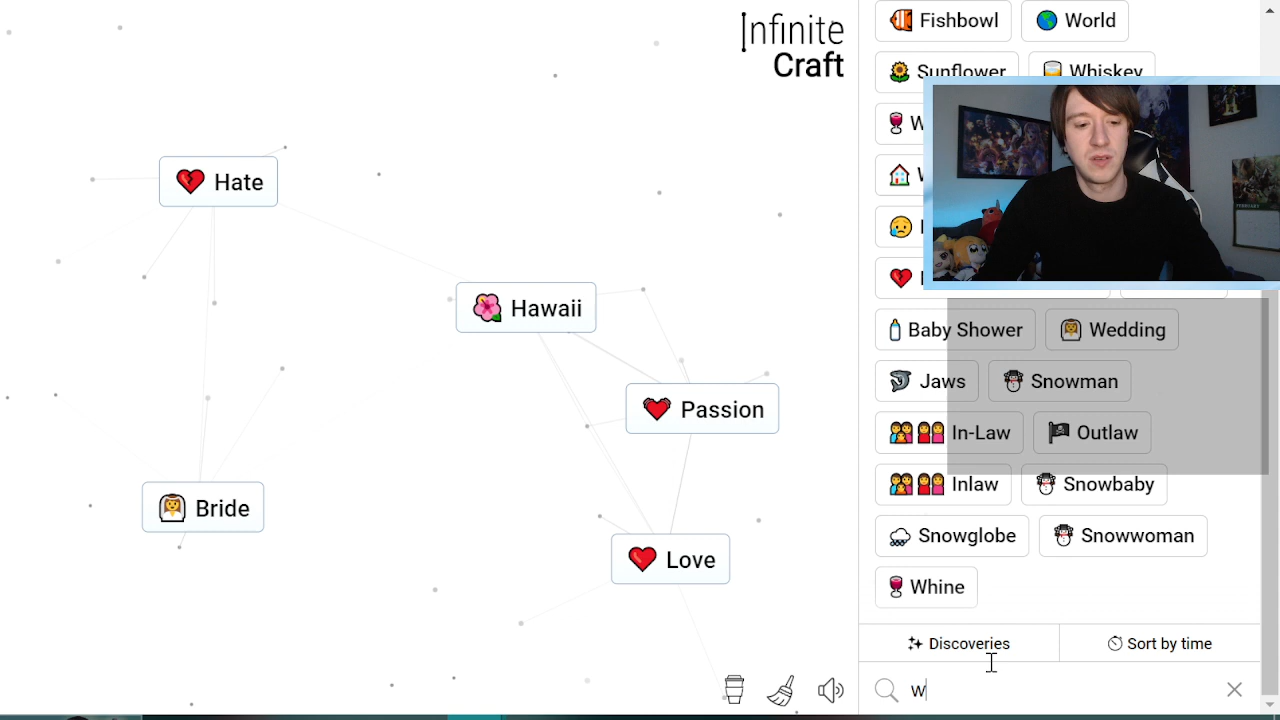 Infinite
Craft
Fishbowl
World
Sunflower
Whiskey
W
Hate
Hawaii
Passion
Bride
Love
Baby Shower
Wedding
Jaws
Snowman
In-Law
Outlaw
Inlaw
Snowbaby
Snowglobe
Snowwoman
Whine
Discoveries
Sort by time
W